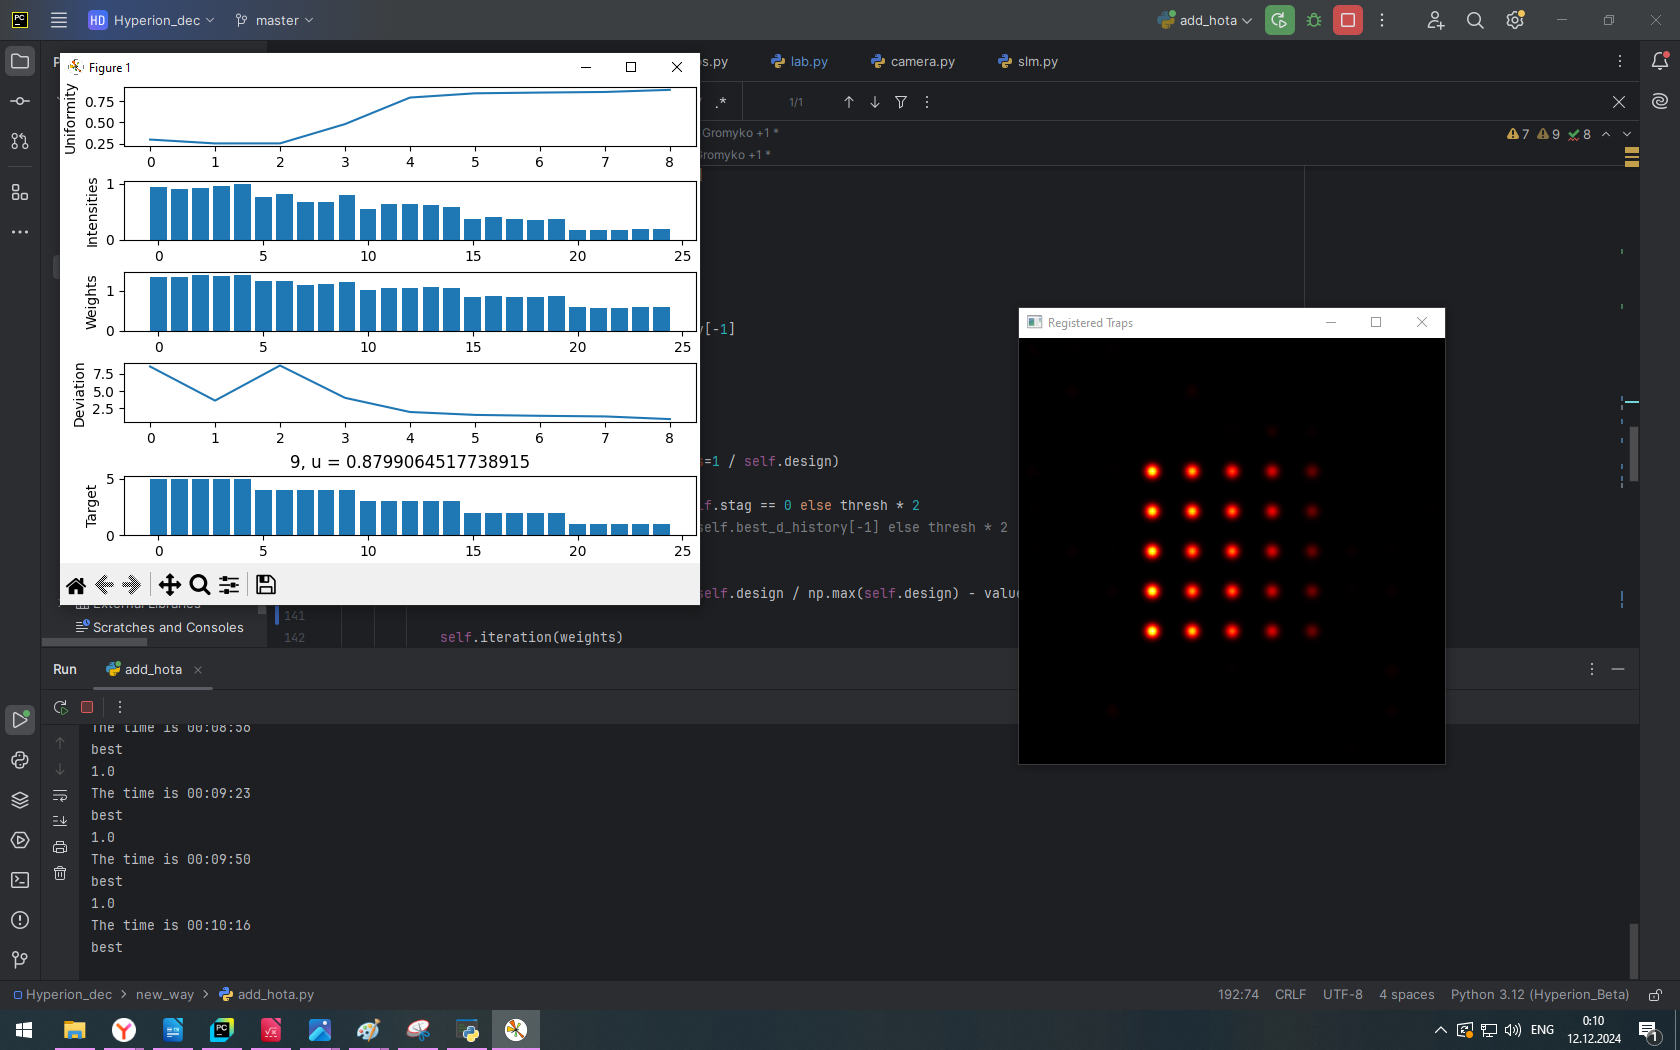 PC
HD Hyperion_dec
master
add_hota
Figure 1
s.py
lab.py
camera.py
slm.py
.*
1/1
Gromyko +1 *
Gromyko +1 *
7 9 8
Uniformity
0.75
0.50
0.25
0 1 2 3 4 5 6 7 8
Intensities
1
0
0 5 10 15 20 25
Weights
1
0
0 5 10 15 20 25
Deviation
7.5
5.0
2.5
0 1 2 3 4 5 6 7 8
9, u = 0.8799064517738915
Target
5
0
0 5 10 15 20 25
[-1]
=1 / self.design)
.stag == 0 else thresh * 2
self.best_d_history[-1] else thresh * 2
self.design / np.max(self.design) - valu
External Libraries
Scratches and Consoles
141
142 self.iteration(weights)
Registered Traps
Run
add_hota
The time is 00:08:56
best
1.0
The time is 00:09:23
best
1.0
The time is 00:09:50
best
1.0
The time is 00:10:16
best
Hyperion_dec > new_way > add_hota.py
192:74 CRLF UTF-8 4 spaces Python 3.12 (Hyperion_Beta)
ENG
0:10
12.12.2024
1